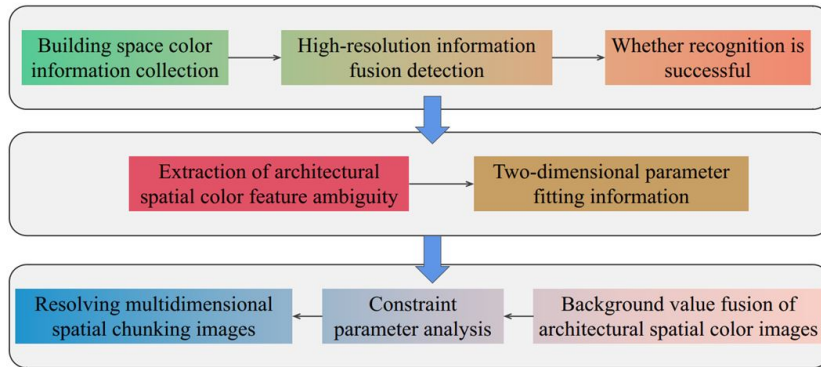 Building space color
information collection
High-resolution information
fusion detection
Whether recognition is
successful
Extraction of architectural
spatial color feature ambiguity
Two-dimensional parameter
fitting information
Resolving multidimensional
spatial chunking images
Constraint
parameter analysis
Background value fusion of
architectural spatial color images